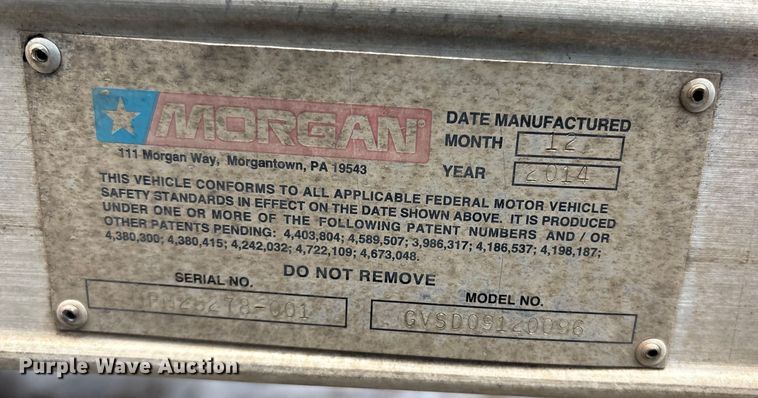 MORGAN®
111 Morgan Way, Morgantown, PA 19543
DATE MANUFACTURED
MONTH 12
YEAR 2014
THIS VEHICLE CONFORMS TO ALL APPLICABLE FEDERAL MOTOR VEHICLE
SAFETY STANDARDS IN EFFECT ON THE DATE SHOWN ABOVE. IT IS PRODUCED
UNDER ONE OR MORE OF THE FOLLOWING PATENT NUMBERS AND / OR
OTHER PATENTS PENDING: 4,403,804; 4,589,507; 3,986,317; 4,186,537; 4,198,187;
4,380,300; 4,380,415; 4,242,032; 4,722,109; 4,673,048.
DO NOT REMOVE
SERIAL NO.
MODEL NO.
GVSD09120096
Purple Wave Auction